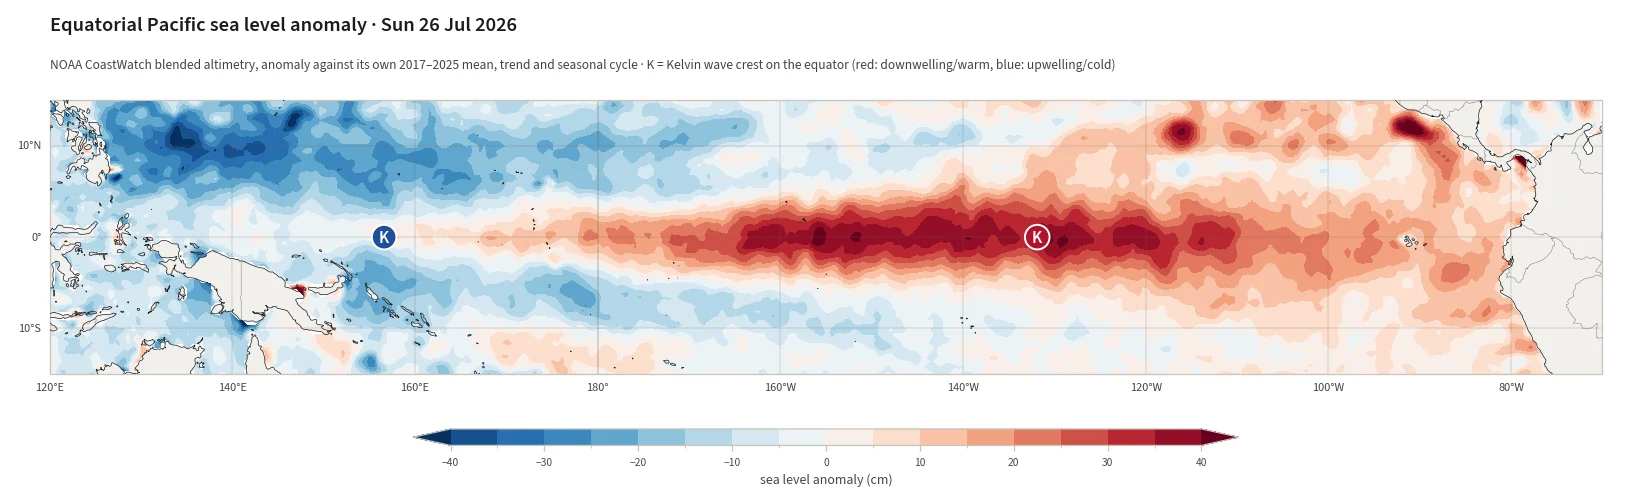 Equatorial Pacific sea level anomaly · Sun 26 Jul 2026
NOAA CoastWatch blended altimetry, anomaly against its own 2017–2025 mean, trend and seasonal cycle · K = Kelvin wave crest on the equator (red: downwelling/warm, blue: upwelling/cold)
10°N
0°
K
K
10°S
120°E 140°E 160°E 180° 160°W 140°W 120°W 100°W 80°W
−40 −30 −20 −10 0 10 20 30 40
sea level anomaly (cm)